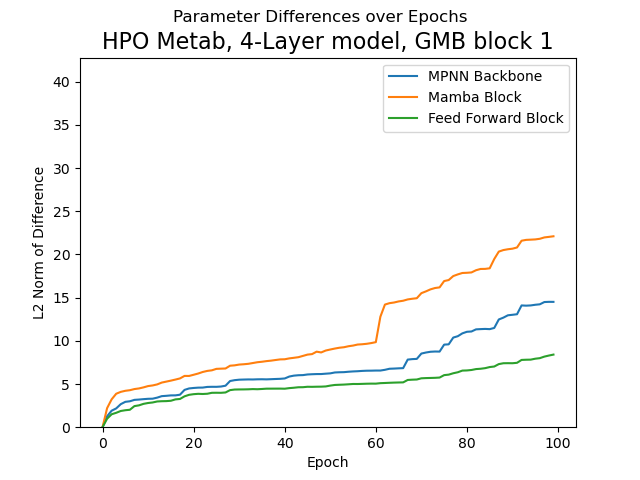 Parameter Differences over Epochs
HPO Metab, 4-Layer model, GMB block 1
MPNN Backbone
Mamba Block
Feed Forward Block
L2 Norm of Difference
40
35
30
25
20
15
10
5
0
0 20 40 60 80 100
Epoch